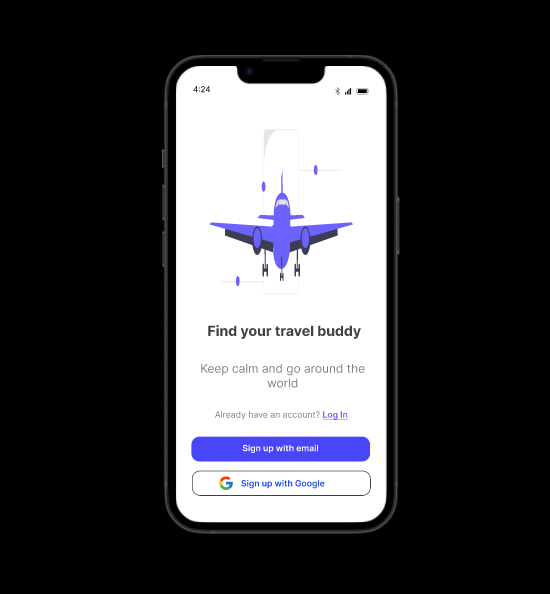 4:24
Find your travel buddy
Keep calm and go around the
world
Already have an account? Log In
Sign up with email
Sign up with Google